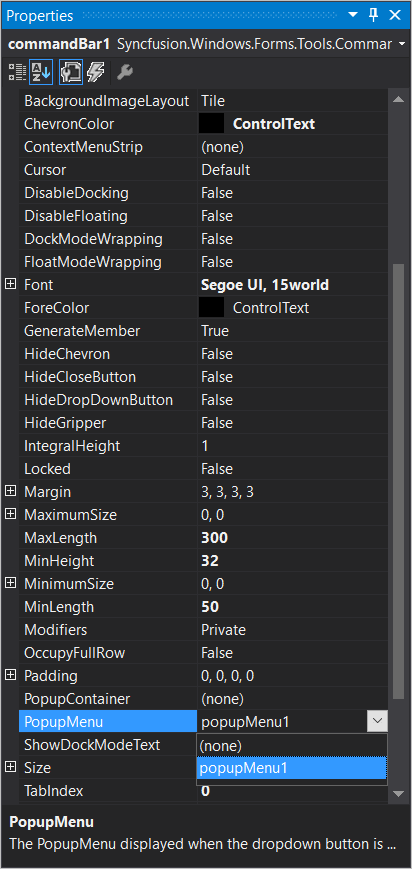 Properties
commandBar1 Syncfusion.Windows.Forms.Tools.Commar
BackgroundImageLayout Tile
ChevronColor ControlText
ContextMenuStrip (none)
Cursor Default
DisableDocking False
DisableFloating False
DockModeWrapping False
FloatModeWrapping False
Font Segoe UI, 15world
ForeColor ControlText
GenerateMember True
HideChevron False
HideCloseButton False
HideDropDownButton False
HideGripper False
IntegralHeight 1
Locked False
Margin 3, 3, 3, 3
MaximumSize 0, 0
MaxLength 300
MinHeight 32
MinimumSize 0, 0
MinLength 50
Modifiers Private
OccupyFullRow False
Padding 0, 0, 0, 0
PopupContainer (none)
PopupMenu popupMenu1
ShowDockModeText (none)
Size popupMenu1
TabIndex 0
PopupMenu
The PopupMenu displayed when the dropdown button is ...